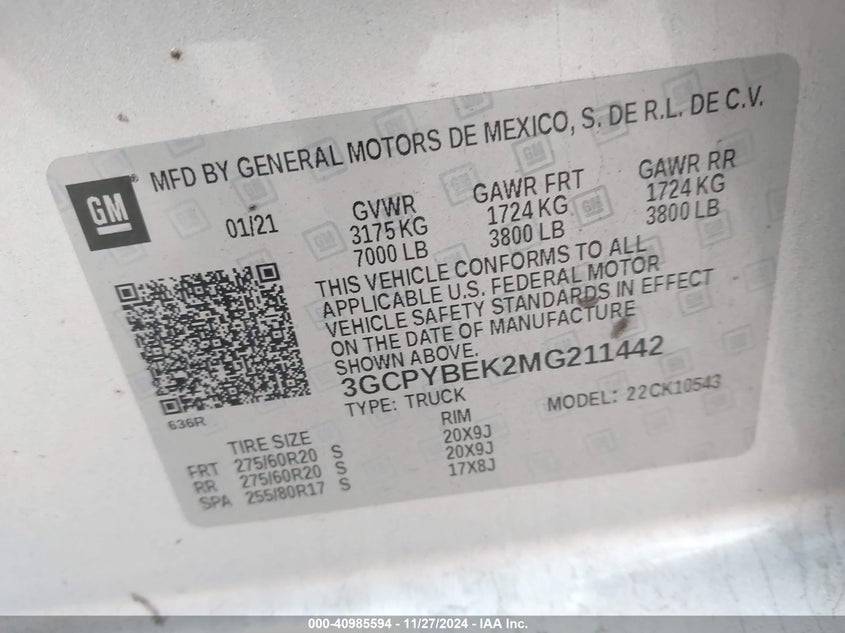 MFD BY GENERAL MOTORS DE MEXICO, S. DE R.L. DE C.V.
GM
01/21
GVWR
3175 KG
7000 LB
GAWR FRT
1724 KG
3800 LB
GAWR RR
1724 KG
3800 LB
THIS VEHICLE CONFORMS TO ALL
APPLICABLE U.S. FEDERAL MOTOR
VEHICLE SAFETY STANDARDS IN EFFECT
ON THE DATE OF MANUFACTURE
SHOWN ABOVE.
3GCPYBEK2MG211442
TYPE: TRUCK
MODEL: 22CK10543
636R
TIRE SIZE RIM
FRT 275/60R20 S 20X9J
RR 275/60R20 S 20X9J
SPA 255/80R17 S 17X8J
000-40985594 - 11/27/2024 - IAA Inc.